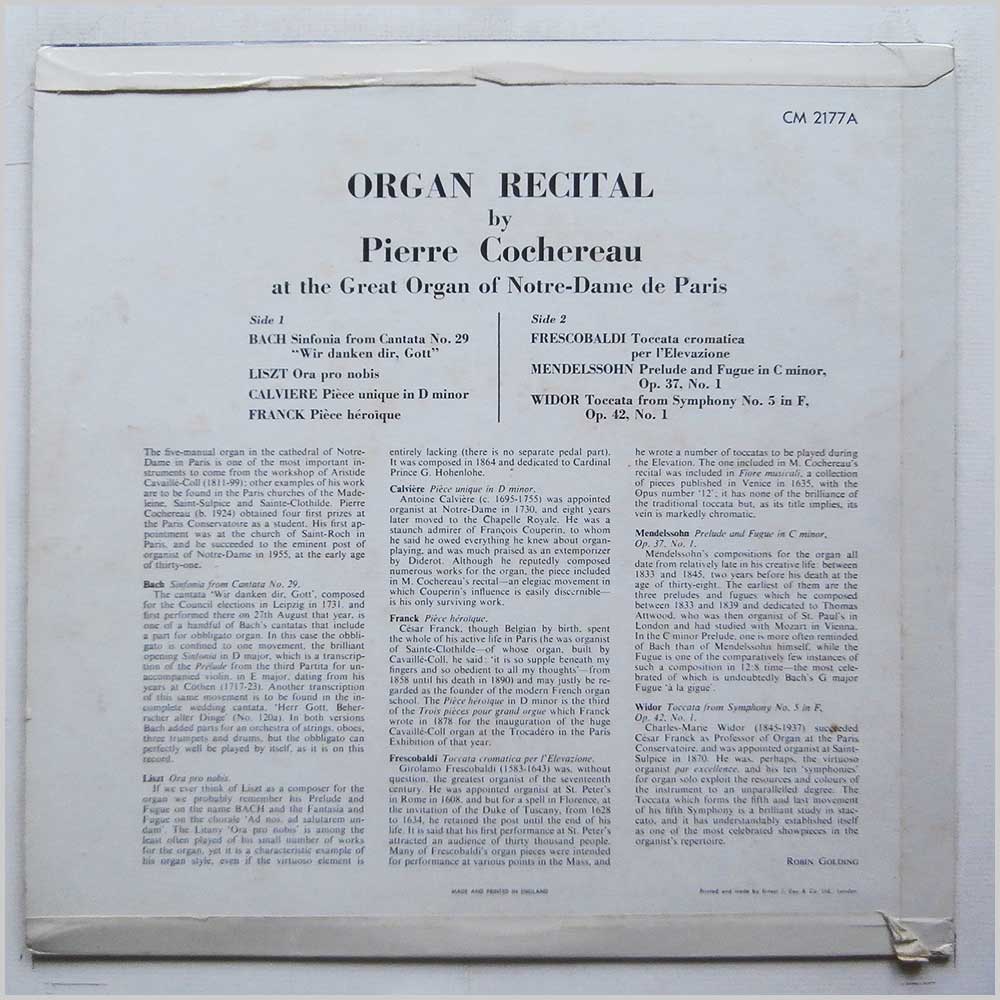 CM 2177A
ORGAN RECITAL
by
Pierre Cochereau
at the Great Organ of Notre-Dame de Paris
Side 1
BACH Sinfonia from Cantata No. 29
"Wir danken dir, Gott"
LISZT Ora pro nobis
CALVIERE Pièce unique in D minor
FRANCK Pièce héroïque
Side 2
FRESCOBALDI Toccata cromatica
per l'Elevazione
MENDELSSOHN Prelude and Fugue in C minor,
Op. 37, No. 1
WIDOR Toccata from Symphony No. 5 in F,
Op. 42, No. 1
The five-manual organ in the cathedral of Notre-
Dame in Paris is one of the most important in-
struments to come from the workshop of Aristide
Cavaillé-Coll (1811-99); other examples of his work
are to be found in the Paris churches of the Made-
leine, Saint-Sulpice and Sainte-Clothilde. Pierre
Cochereau (b. 1924) obtained four first prizes at
the Paris Conservatoire as a student. His first ap-
pointment was at the church of Saint-Roch in
Paris, and he succeeded to the eminent post of
organist of Notre-Dame in 1955, at the early age
of thirty-one.
Bach Sinfonia from Cantata No. 29.
The cantata 'Wir danken dir, Gott', composed
for the Council elections in Leipzig in 1731, and
first performed there on 27th August that year, is
one of a handful of Bach's cantatas that include
a part for obbligato organ. In this case the obbli-
gato is confined to one movement, the brilliant
opening Sinfonia in D major, which is a transcrip-
tion of the Prélude from the third Partita for un-
accompanied violin, in E major, dating from his
years at Cöthen (1717-23). Another transcription
of this same movement is to be found in the in-
complete wedding cantata, 'Herr Gott, Beher-
rscher aller Dinge' (No. 120a). In both versions
Bach added parts for an orchestra of strings, oboes,
three trumpets and drums, but the obbligato can
perfectly well be played by itself, as it is on this
record.
Liszt Ora pro nobis.
If we ever think of Liszt as a composer for the
organ we probably remember his Prelude and
Fugue on the name BACH and the Fantasia and
Fugue on the chorale 'Ad nos, ad salutarem un-
dam'. The Litany 'Ora pro nobis' is among the
least often played of his small number of works
for the organ, yet it is a characteristic example of
his organ style, even if the virtuoso element is
entirely lacking (there is no separate pedal part).
It was composed in 1864 and dedicated to Cardinal
Prince G. Hohenlohe.
Calvière Pièce unique in D minor.
Antoine Calvière (c. 1695-1755) was appointed
organist at Notre-Dame in 1730, and eight years
later moved to the Chapelle Royale. He was a
staunch admirer of François Couperin, to whom
he said he owed everything he knew about organ-
playing, and was much praised as an extemporizer
by Diderot. Although he reputedly composed
numerous works for the organ, the piece included
in M. Cochereau's recital—an elegiac movement in
which Couperin's influence is easily discernible—
is his only surviving work.
Franck Pièce héroïque.
César Franck, though Belgian by birth, spent
the whole of his active life in Paris (he was organist
of Sainte-Clothilde—of whose organ, built by
Cavaillé-Coll, he said: 'it is so supple beneath my
fingers and so obedient to all my thoughts'—from
1858 until his death in 1890) and may justly be re-
garded as the founder of the modern French organ
school. The Pièce héroïque in D minor is the third
of the Trois pièces pour grand orgue which Franck
wrote in 1878 for the inauguration of the huge
Cavaillé-Coll organ at the Trocadéro in the Paris
Exhibition of that year.
Frescobaldi Toccata cromatica per l'Elevazione.
Girolamo Frescobaldi (1583-1643) was, without
question, the greatest organist of the seventeenth
century. He was appointed organist at St. Peter's
in Rome in 1608, and but for a spell in Florence, at
the invitation of the Duke of Tuscany, from 1628
to 1634, he retained the post until the end of his
life. It is said that his first performance at St. Peter's
attracted an audience of thirty thousand people.
Many of Frescobaldi's organ pieces were intended
for performance at various points in the Mass, and
he wrote a number of toccatas to be played during
the Elevation. The one included in M. Cochereau's
recital was included in Fiore musicali, a collection
of pieces published in Venice in 1635, with the
Opus number '12'; it has none of the brilliance of
the traditional toccata but, as its title implies, its
vein is markedly chromatic.
Mendelssohn Prelude and Fugue in C minor,
Op. 37, No. 1.
Mendelssohn's compositions for the organ all
date from relatively late in his creative life: between
1833 and 1845, two years before his death at the
age of thirty-eight. The earliest of them are the
three preludes and fugues which he composed
between 1833 and 1839 and dedicated to Thomas
Attwood, who was then organist of St. Paul's in
London and had studied with Mozart in Vienna.
In the C minor Prelude, one is more often reminded
of Bach than of Mendelssohn himself, while the
Fugue is one of the comparatively few instances of
such a composition in 12:8 time—the most cele-
brated of which is undoubtedly Bach's G major
Fugue 'à la gigue'.
Widor Toccata from Symphony No. 5 in F,
Op. 42, No. 1.
Charles-Marie Widor (1845-1937) succeeded
César Franck as Professor of Organ at the Paris
Conservatoire, and was appointed organist at Saint-
Sulpice in 1870. He was, perhaps, the virtuoso
organist par excellence, and his ten 'symphonies'
for organ solo exploit the resources and colours of
the instrument to an unparallelled degree. The
Toccata which forms the fifth and last movement
of his fifth Symphony is a brilliant study in stac-
cato, and it has understandably established itself
as one of the most celebrated showpieces in the
organist's repertoire.
ROBIN GOLDING
MADE AND PRINTED IN ENGLAND
Printed and made by Ernest J. Day & Co. Ltd., London.